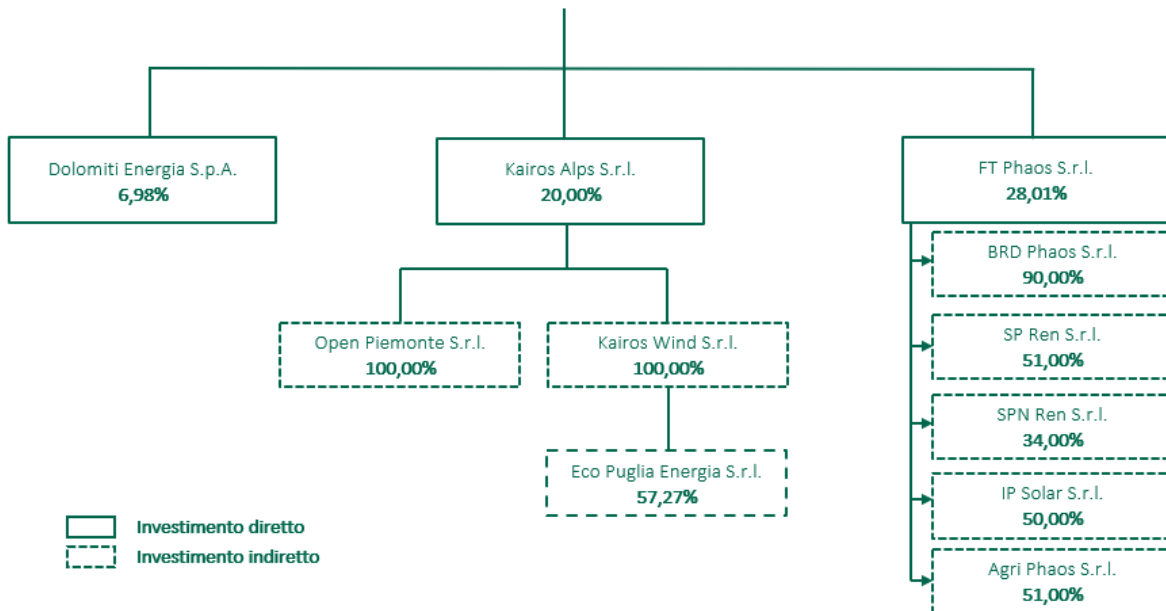 Dolomiti Energia S.p.A.
6,98%
Kairos Alps S.r.l.
20,00%
FT Phaos S.r.l.
28,01%
BRD Phaos S.r.l.
90,00%
Open Piemonte S.r.l.
100,00%
Kairos Wind S.r.l.
100,00%
SP Ren S.r.l.
51,00%
SPN Ren S.r.l.
34,00%
Eco Puglia Energia S.r.l.
57,27%
IP Solar S.r.l.
50,00%
Agri Phaos S.r.l.
51,00%
Investimento diretto
Investimento indiretto